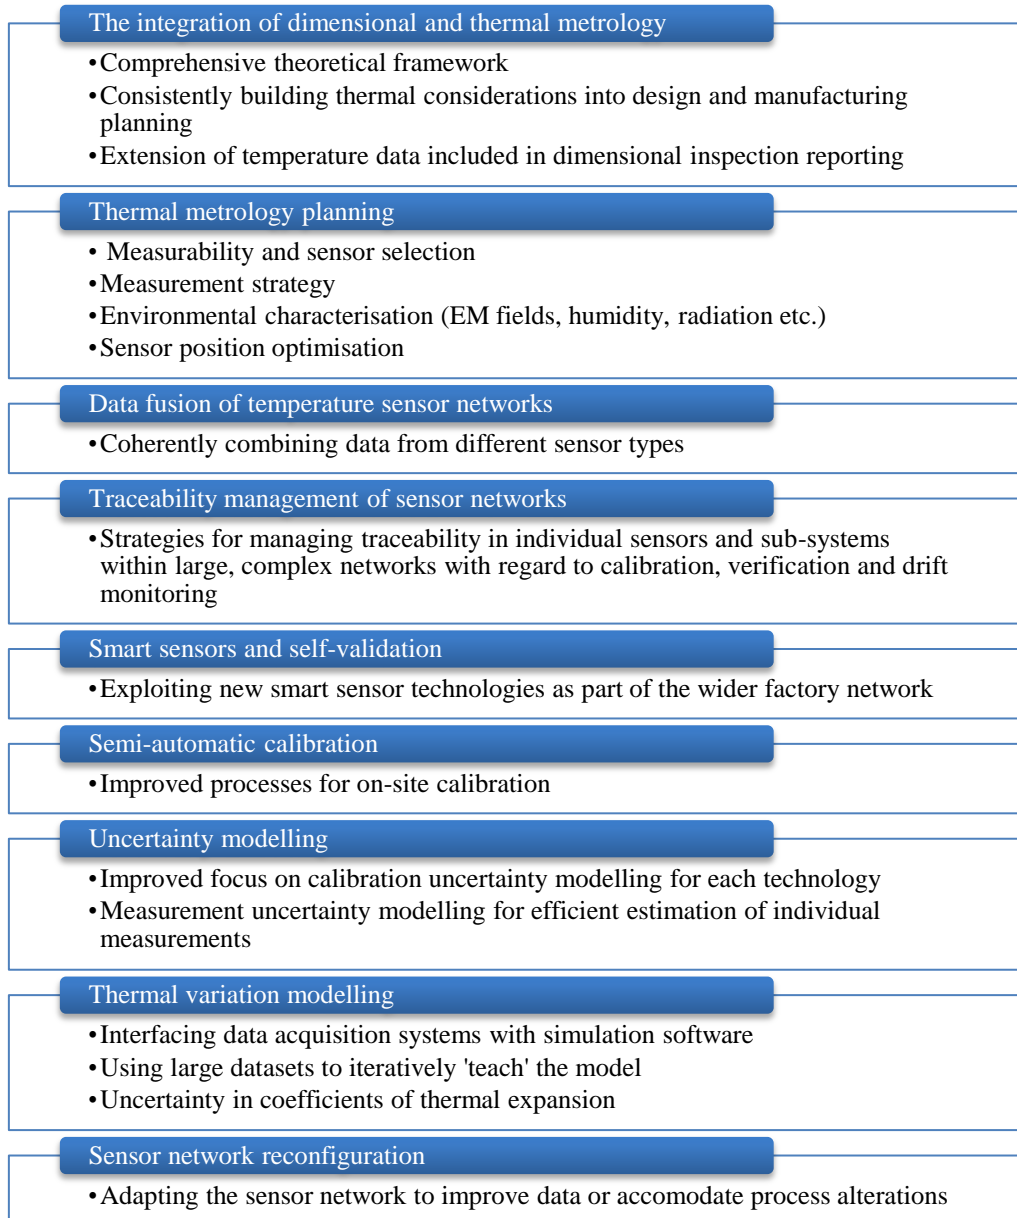 The integration of dimensional and thermal metrology
•Comprehensive theoretical framework
•Consistently building thermal considerations into design and manufacturing
planning
•Extension of temperature data included in dimensional inspection reporting
Thermal metrology planning
• Measurability and sensor selection
•Measurement strategy
•Environmental characterisation (EM fields, humidity, radiation etc.)
•Sensor position optimisation
Data fusion of temperature sensor networks
•Coherently combining data from different sensor types
Traceability management of sensor networks
•Strategies for managing traceability in individual sensors and sub-systems
within large, complex networks with regard to calibration, verification and drift
monitoring
Smart sensors and self-validation
•Exploiting new smart sensor technologies as part of the wider factory network
Semi-automatic calibration
•Improved processes for on-site calibration
Uncertainty modelling
•Improved focus on calibration uncertainty modelling for each technology
•Measurement uncertainty modelling for efficient estimation of individual
measurements
Thermal variation modelling
•Interfacing data acquisition systems with simulation software
•Using large datasets to iteratively 'teach' the model
•Uncertainty in coefficients of thermal expansion
Sensor network reconfiguration
•Adapting the sensor network to improve data or accomodate process alterations